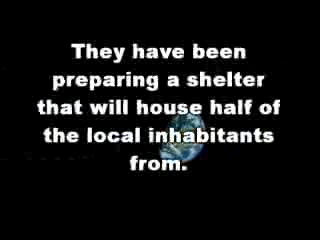 They have been
preparing a shelter
that will house half of
the local inhabitants
from.